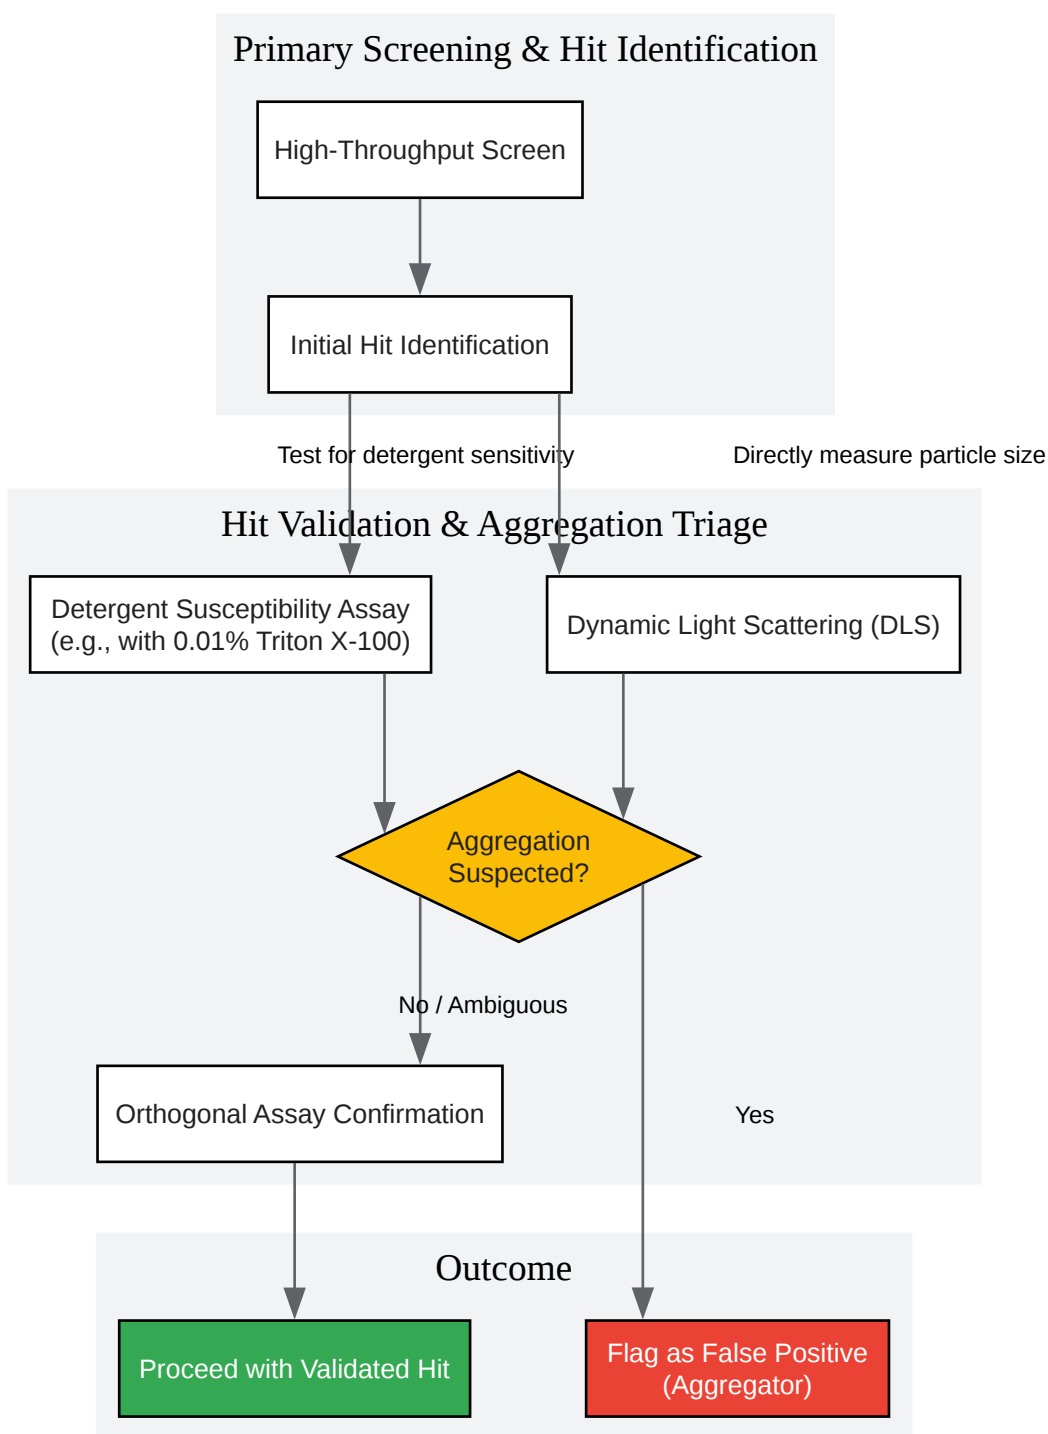 Primary Screening & Hit Identification
High-Throughput Screen
Initial Hit Identification
Test for detergent sensitivity
Directly measure particle size
Hit Validation & Aggregation Triage
Detergent Susceptibility Assay
(e.g., with 0.01% Triton X-100)
Dynamic Light Scattering (DLS)
Aggregation
Suspected?
No / Ambiguous
Orthogonal Assay Confirmation
Yes
Outcome
Proceed with Validated Hit
Flag as False Positive
(Aggregator)